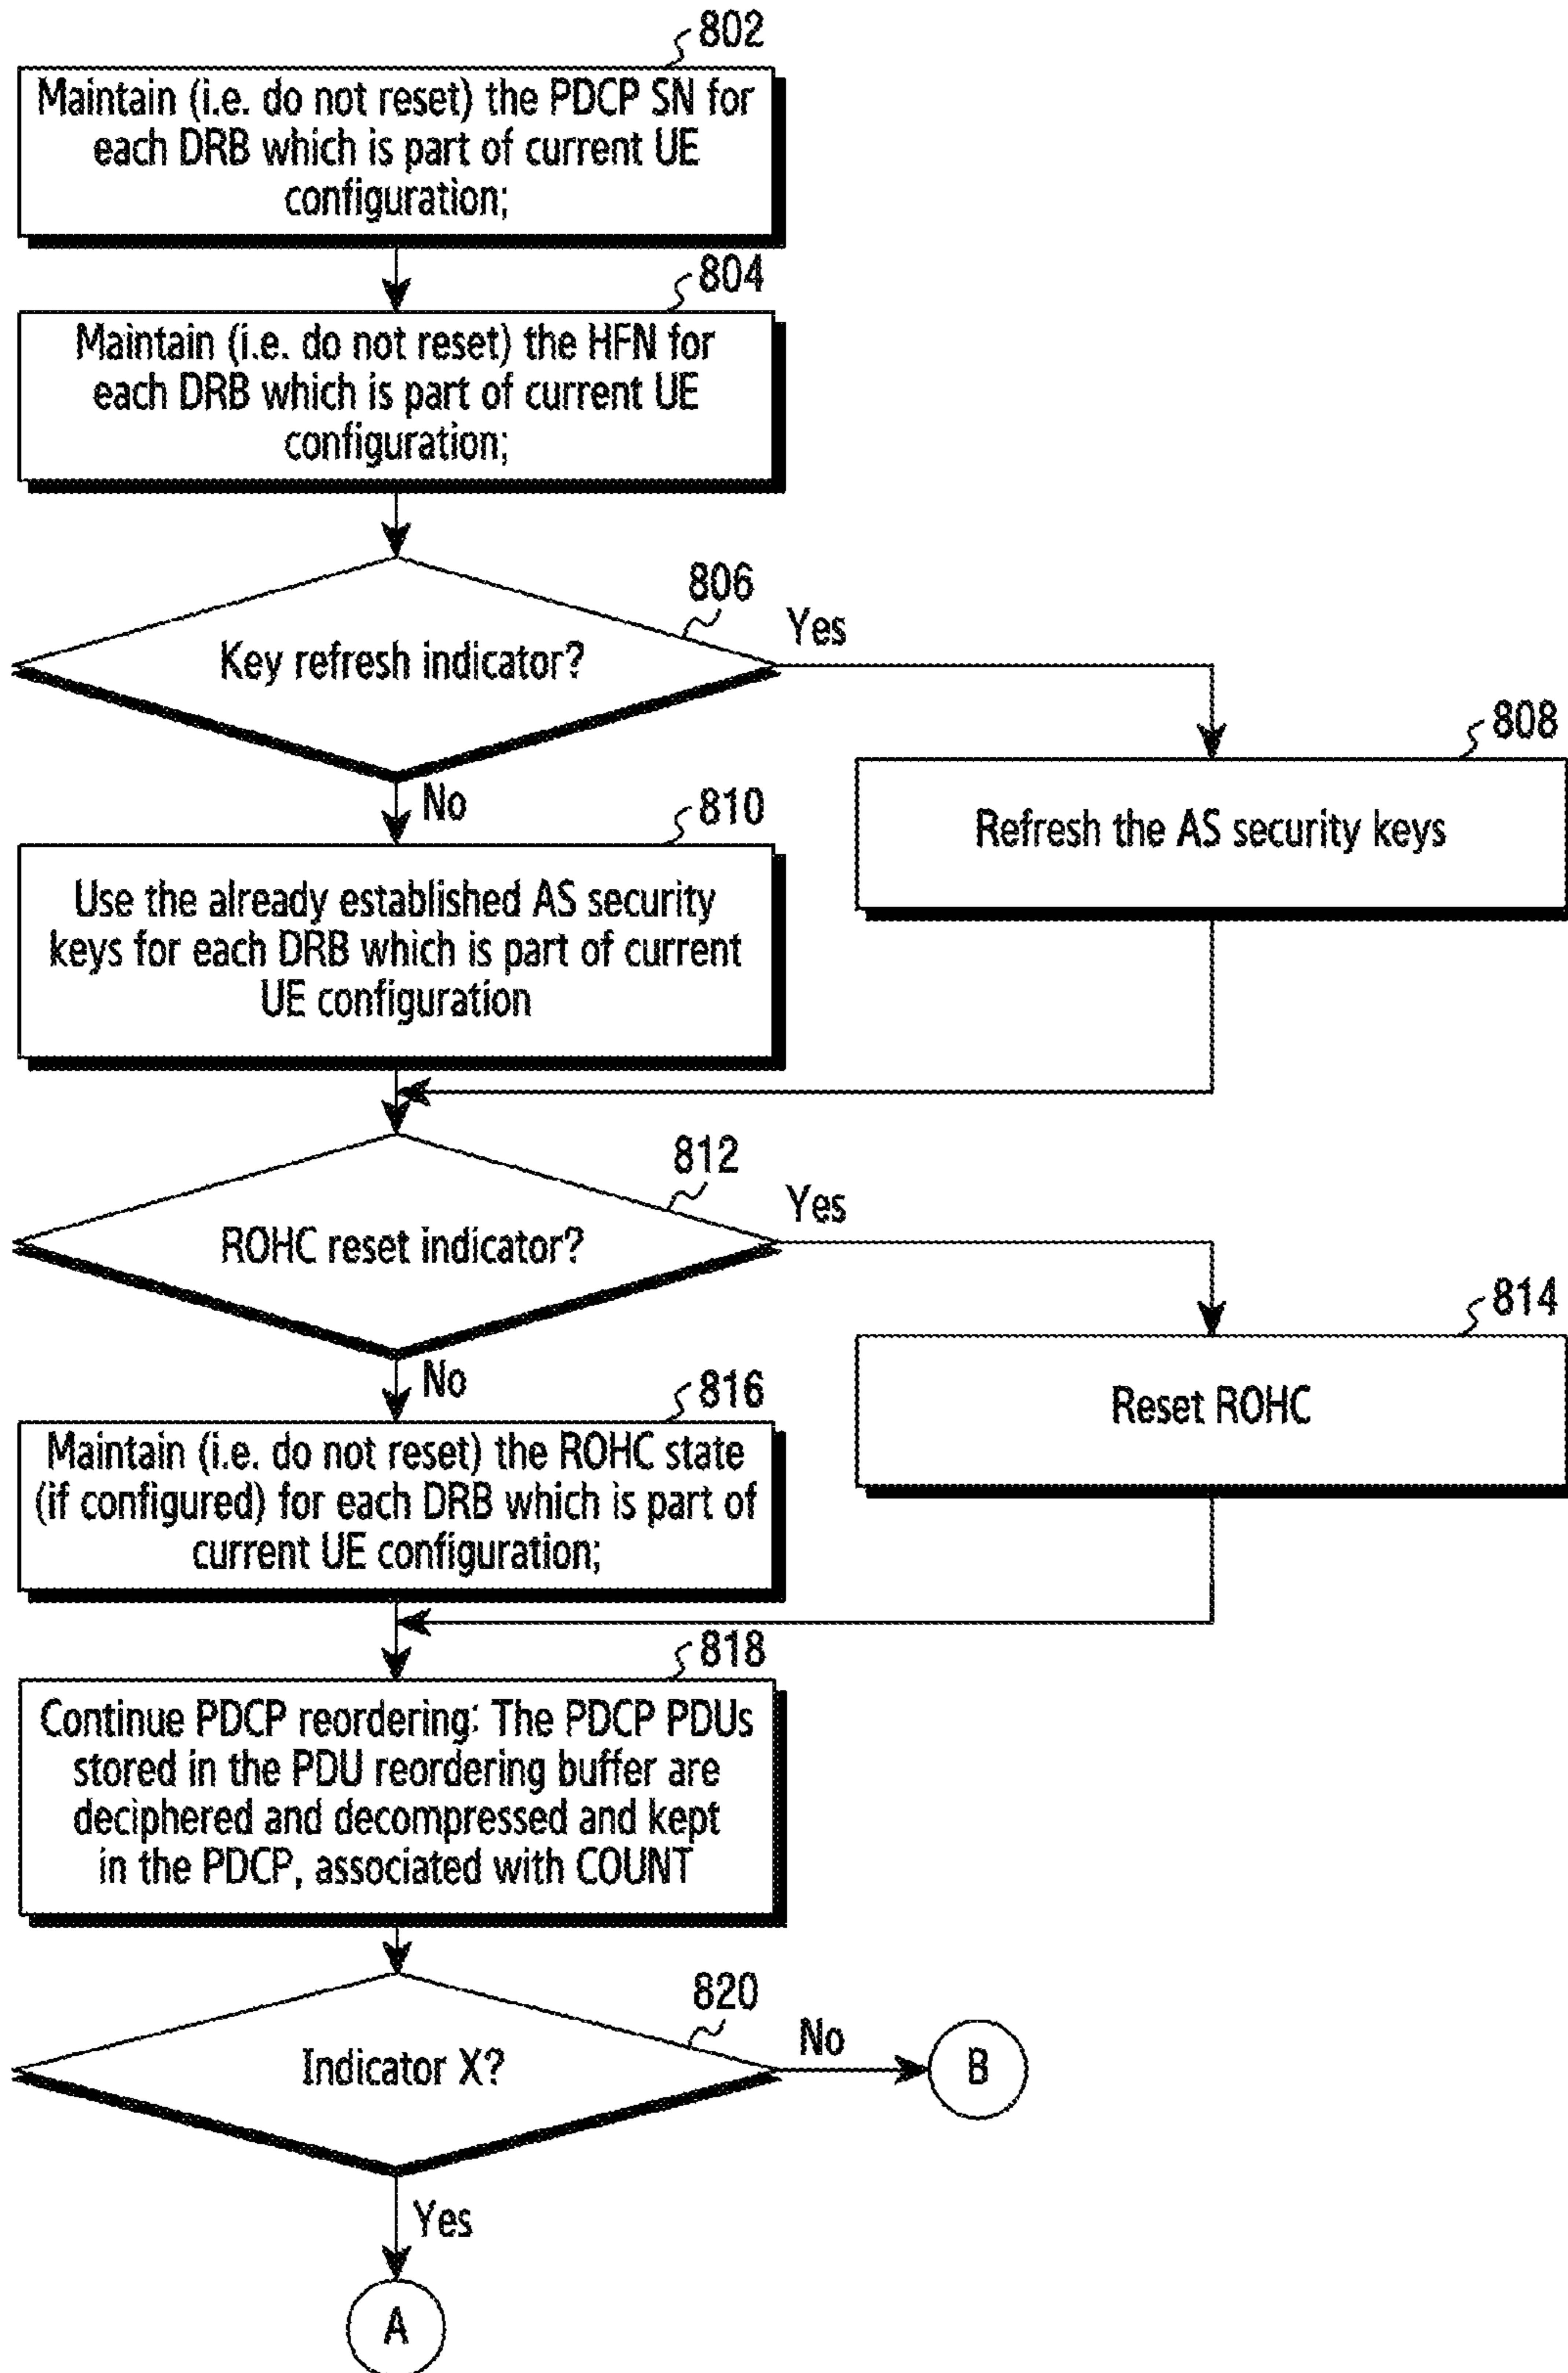 802
Maintain (i.e. do not reset) the PDCP SN for
each DRB which is part of current UE
configuration;
804
Maintain (i.e. do not reset) the HFN for
each DRB which is part of current UE
configuration;
806
Key refresh indicator?
Yes
808
Refresh the AS security keys
No
810
Use the already established AS security
keys for each DRB which is part of current
UE configuration
812
ROHC reset indicator?
Yes
814
Reset ROHC
No
816
Maintain (i.e. do not reset) the ROHC state
(if configured) for each DRB which is part of
current UE configuration;
818
Continue PDCP reordering: The PDCP PDUs
stored in the PDU reordering buffer are
deciphered and decompressed and kept
in the PDCP, associated with COUNT
820
Indicator X?
No
B
Yes
A